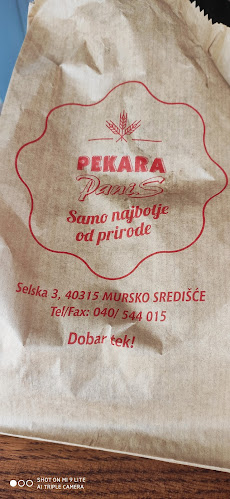 PEKARA
Pani S
Samo najbolje
od prirode
Selska 3, 40315 MURSKO SREDIŠĆE
Tel/Fax: 040/ 544 015
Dobar tek!
SHOT ON MI 9 LITE
AI TRIPLE CAMERA